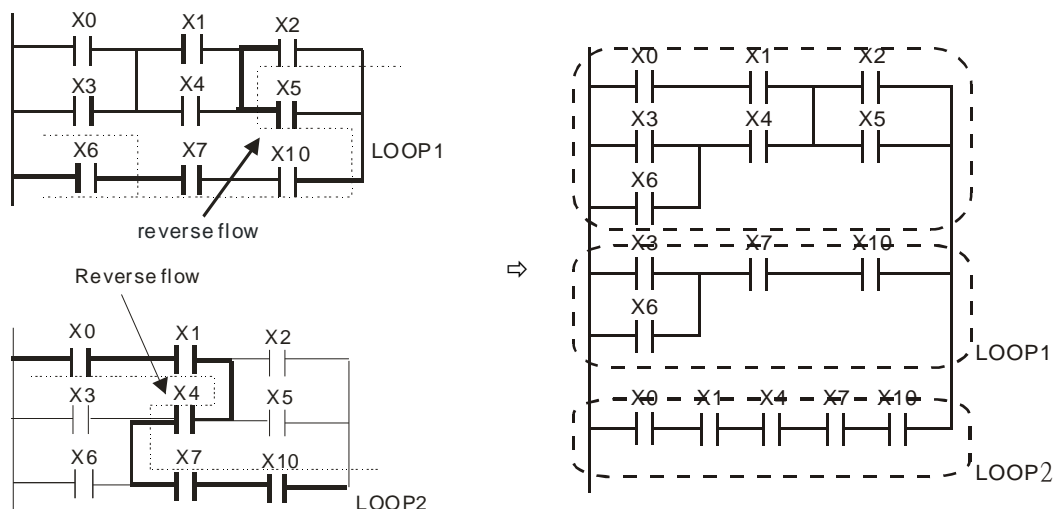 X0 X1 X2
X3 X4 X5
LOOP1
X6 X7 X10
reverse flow
Reverse flow
X0 X1 X2
X3 X4 X5
X6 X7 X10
LOOP2
⇨
X0 X1 X2
X3 X4 X5
X6
X3 X7 X10
X6
LOOP1
X0 X1 X4 X7 X10
LOOP2